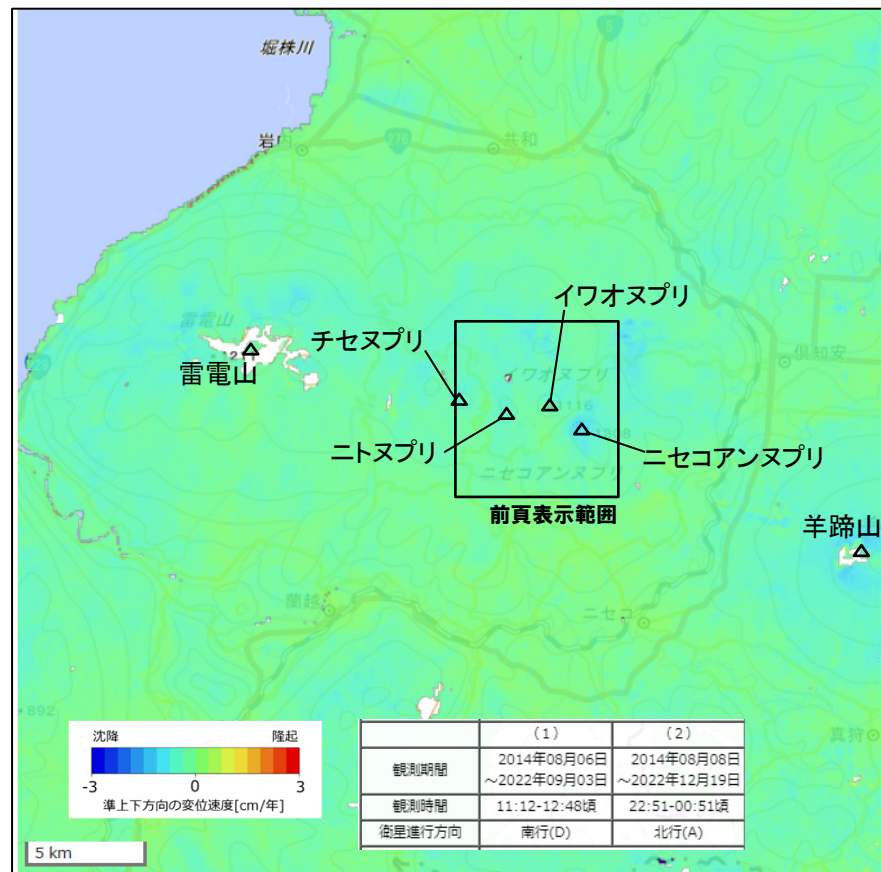 堀株川
5
岩内
276
共和
イワオヌプリ
雷電山
チセヌプリ
1211
雷電山
倶知安
229
イワオヌプリ
1116
1308
ニトヌプリ
ニセコアンヌプリ
ニセコアンヌプリ
前頁表示範囲
羊蹄山
蘭越
ニセコ
892
真狩
沈降 隆起
-3 0 3
準上下方向の変位速度[cm/年]
(1) (2)
観測期間 2014年08月06日~2022年09月03日 2014年08月08日~2022年12月19日
観測時間 11:12-12:48頃 22:51-00:51頃
衛星進行方向 南行(D) 北行(A)
5 km